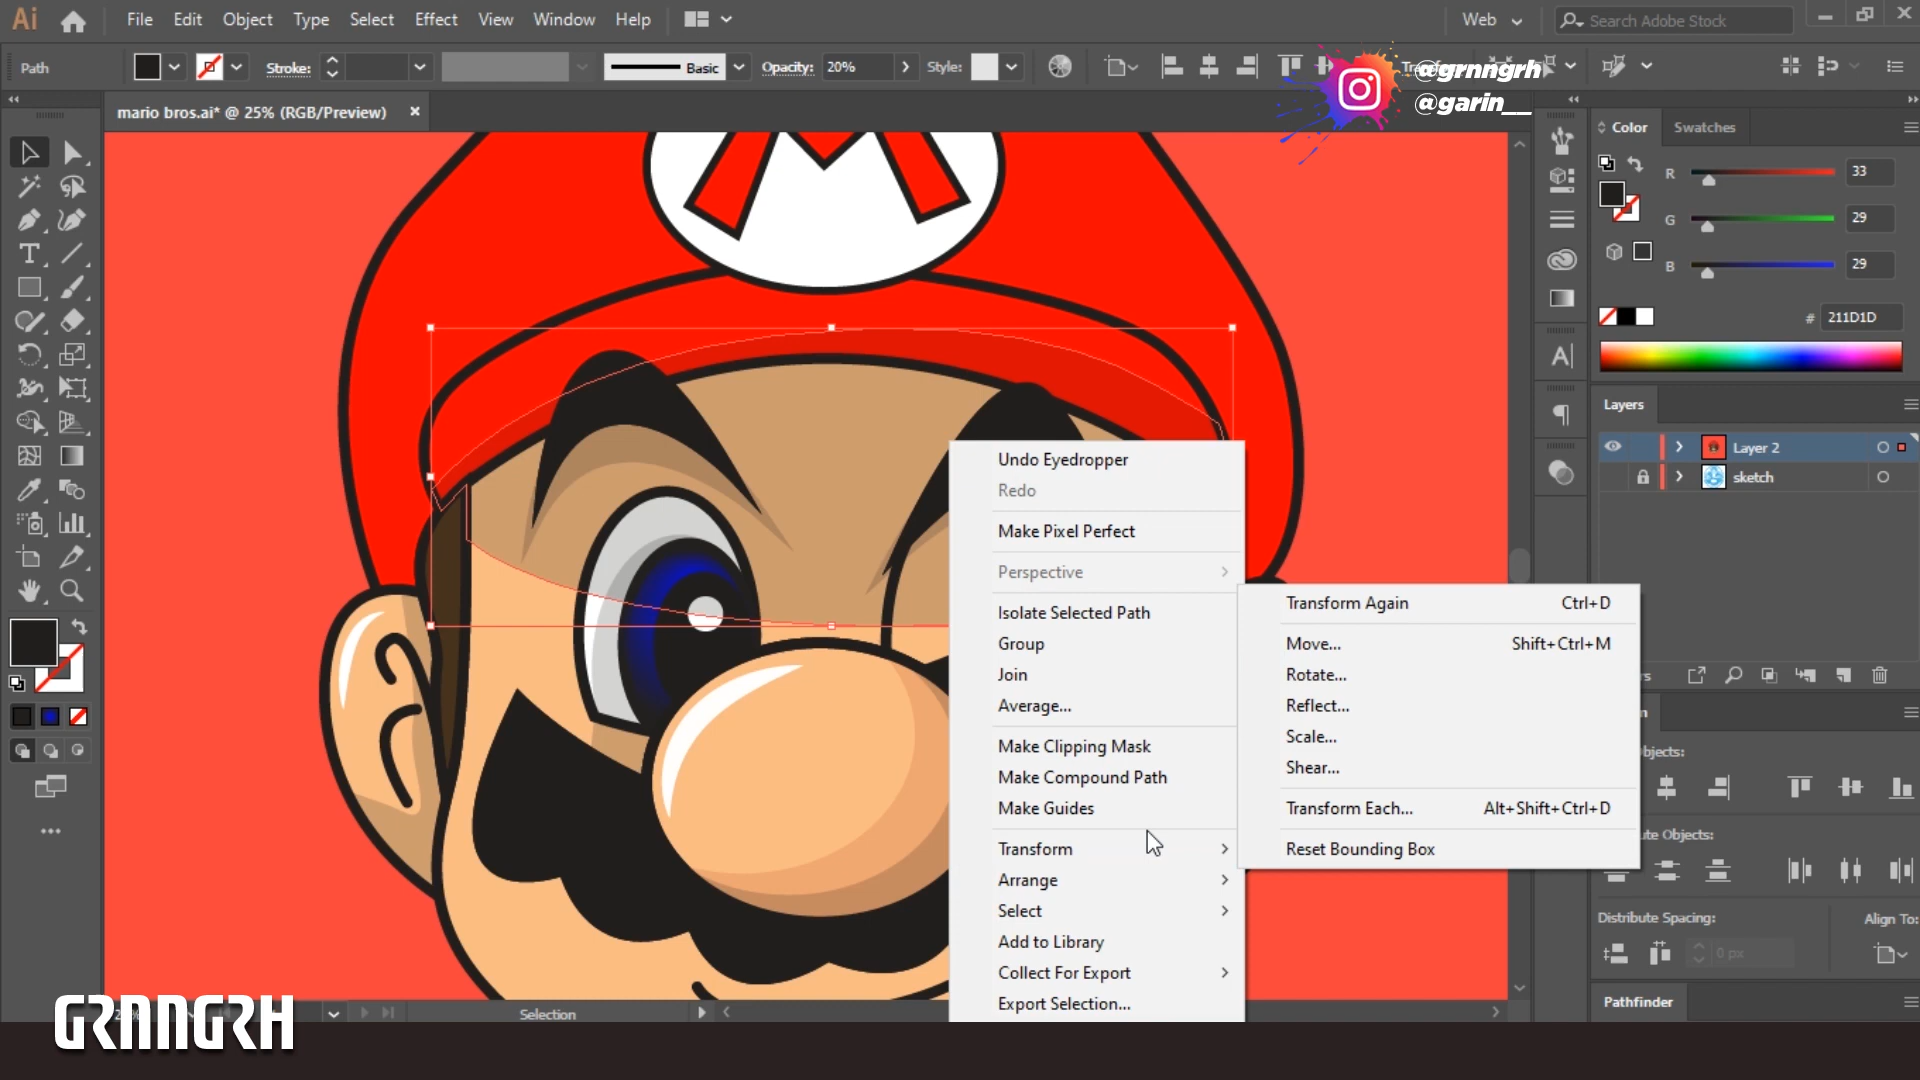 Ai
File Edit Object Type Select Effect View Window Help
Web
Search Adobe Stock
Path
Stroke:
Basic
Opacity: 20%
Style:
@grnngrh
@garin__
mario bros.ai* @ 25% (RGB/Preview)
Color Swatches
R 33
G 29
B 29
# 211D1D
Layers
Layer 2
sketch
M
Undo Eyedropper
Redo
Make Pixel Perfect
Perspective
Isolate Selected Path
Group
Join
Average...
Make Clipping Mask
Make Compound Path
Make Guides
Transform
Arrange
Select
Add to Library
Collect For Export
Export Selection...
Transform Again Ctrl+D
Move... Shift+Ctrl+M
Rotate...
Reflect...
Scale...
Shear...
Transform Each... Alt+Shift+Ctrl+D
Reset Bounding Box
Distribute Spacing:
Align To:
0 px
Pathfinder
Selection
GRNNGRH